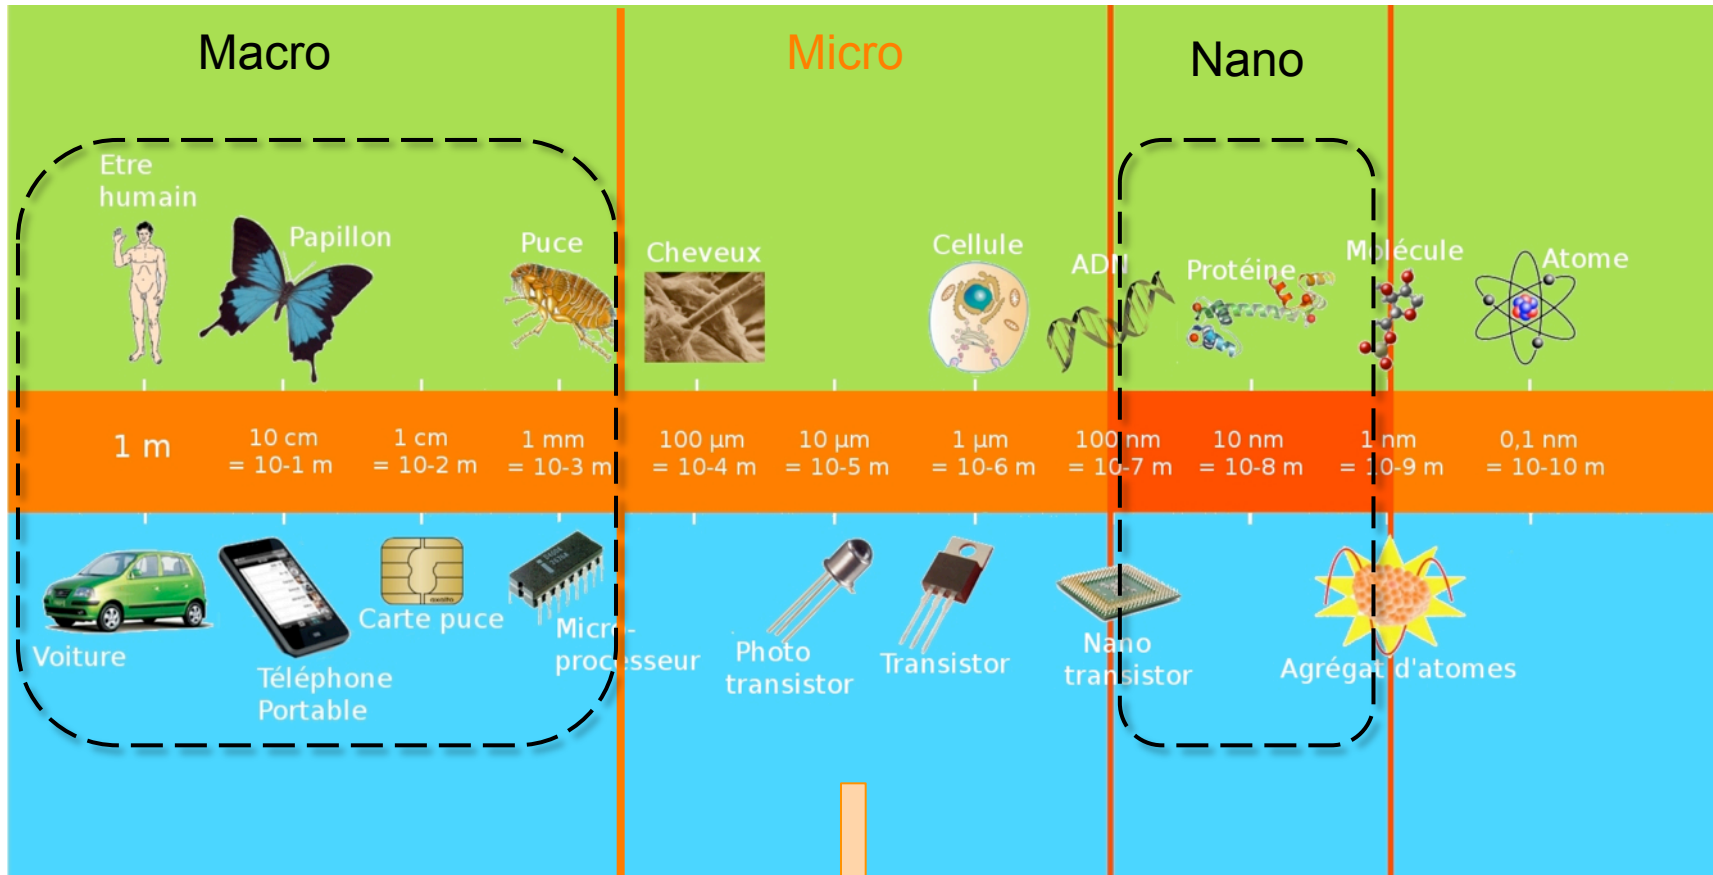 Macro
Micro
Nano
Etre
humain
Papillon
Puce
Cheveux
Cellule
ADN
Protéine
Molécule
Atome
1 m
10 cm
= 10-1 m
1 cm
= 10-2 m
1 mm
= 10-3 m
100 µm
= 10-4 m
10 µm
= 10-5 m
1 µm
= 10-6 m
100 nm
= 10-7 m
10 nm
= 10-8 m
1 nm
= 10-9 m
0,1 nm
= 10-10 m
Voiture
Téléphone
Portable
Carte puce
Micro-
processeur
Photo
transistor
Transistor
Nano
transistor
Agrégat d'atomes